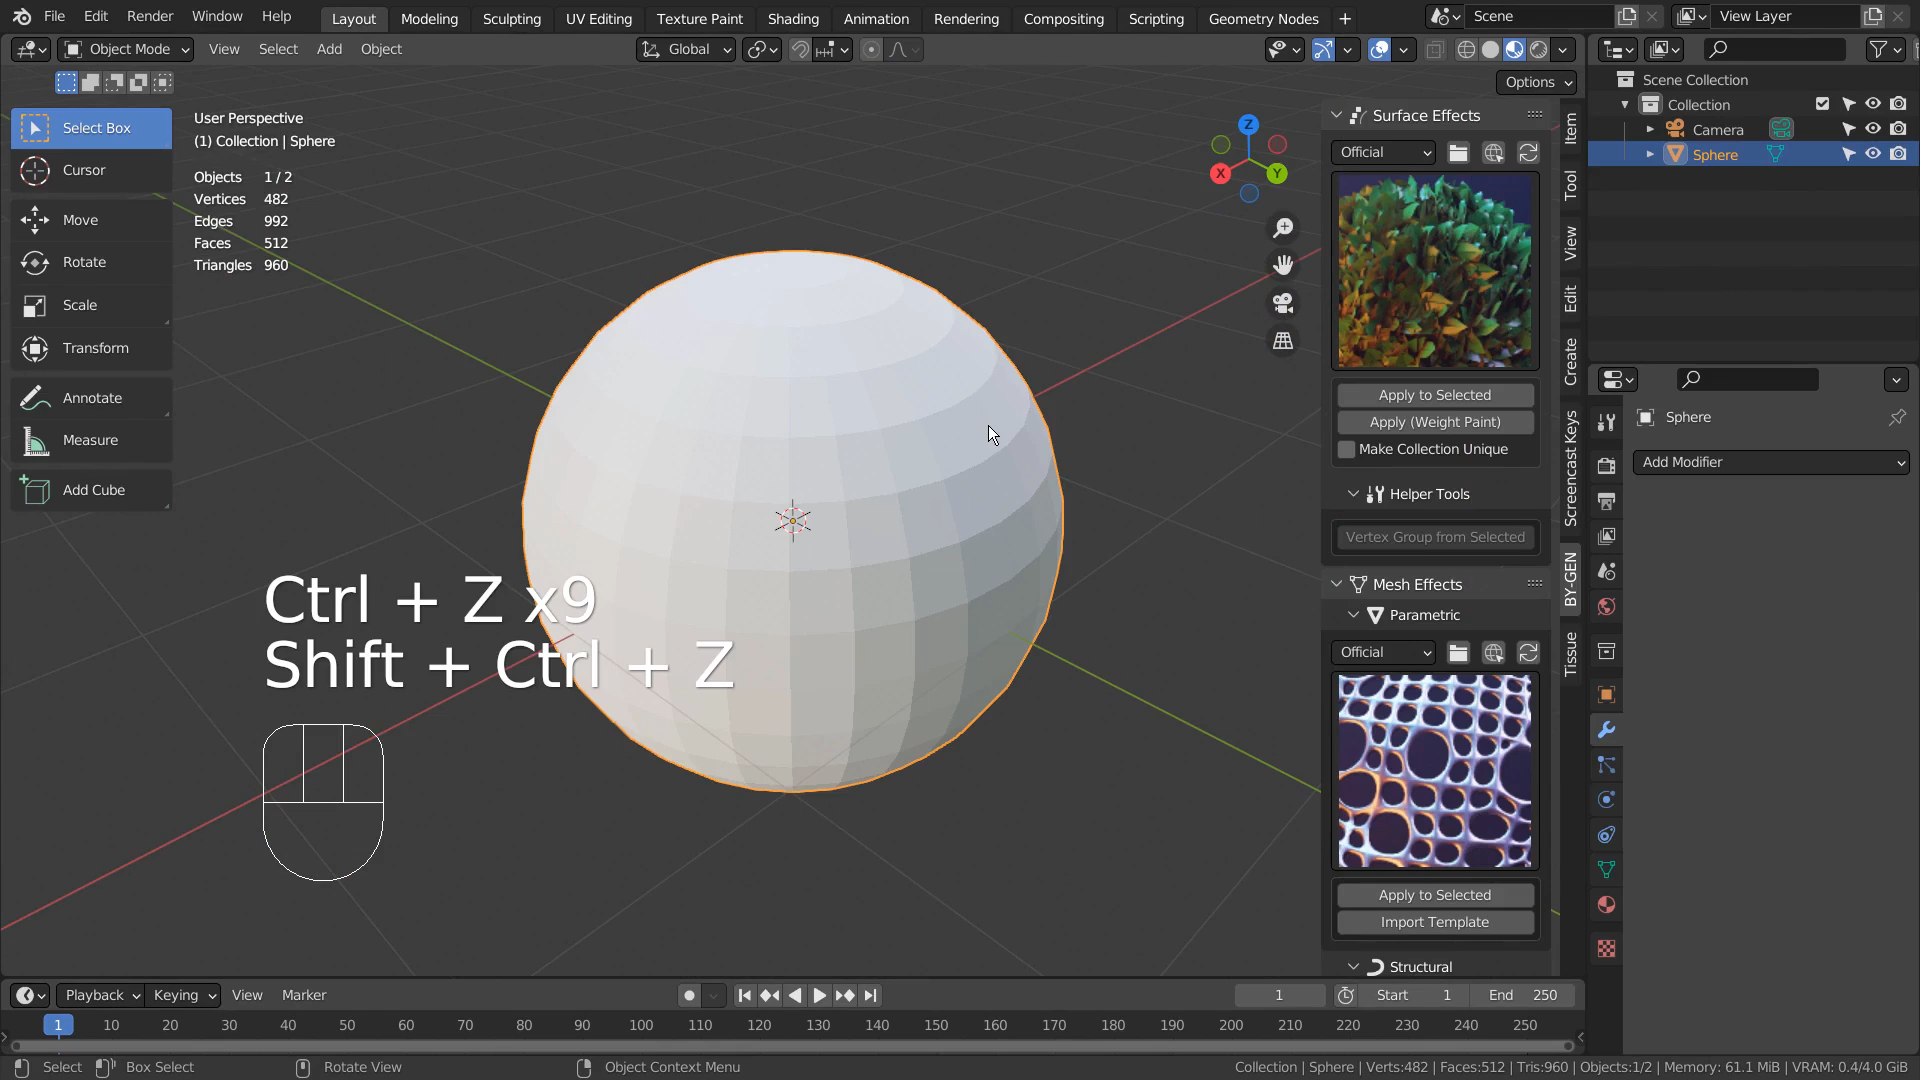 File Edit Render Window Help Layout Modeling Sculpting UV Editing Texture Paint Shading Animation Rendering Compositing Scripting Geometry Nodes + Scene View Layer
Object Mode View Select Add Object Global
Options
Select Box
Cursor
Move
Rotate
Scale
Transform
Annotate
Measure
Add Cube
User Perspective
(1) Collection | Sphere
Objects 1 / 2
Vertices 482
Edges 992
Faces 512
Triangles 960
Z
X
Y
Ctrl + Z x9
Shift + Ctrl + Z
Surface Effects
Official
Apply to Selected
Apply (Weight Paint)
Make Collection Unique
Helper Tools
Vertex Group from Selected
Mesh Effects
Parametric
Official
Apply to Selected
Import Template
Structural
Item
Tool
View
Edit
Create
Screencast Keys
BY-GEN
Tissue
Scene Collection
Collection
Camera
Sphere
Sphere
Add Modifier
Playback Keying View Marker 1 Start 1 End 250
1 10 20 30 40 50 60 70 80 90 100 110 120 130 140 150 160 170 180 190 200 210 220 230 240 250
Select Box Select Rotate View Object Context Menu Collection | Sphere | Verts:482 | Faces:512 | Tris:960 | Objects:1/2 | Memory: 61.1 MiB | VRAM: 0.4/4.0 GiB